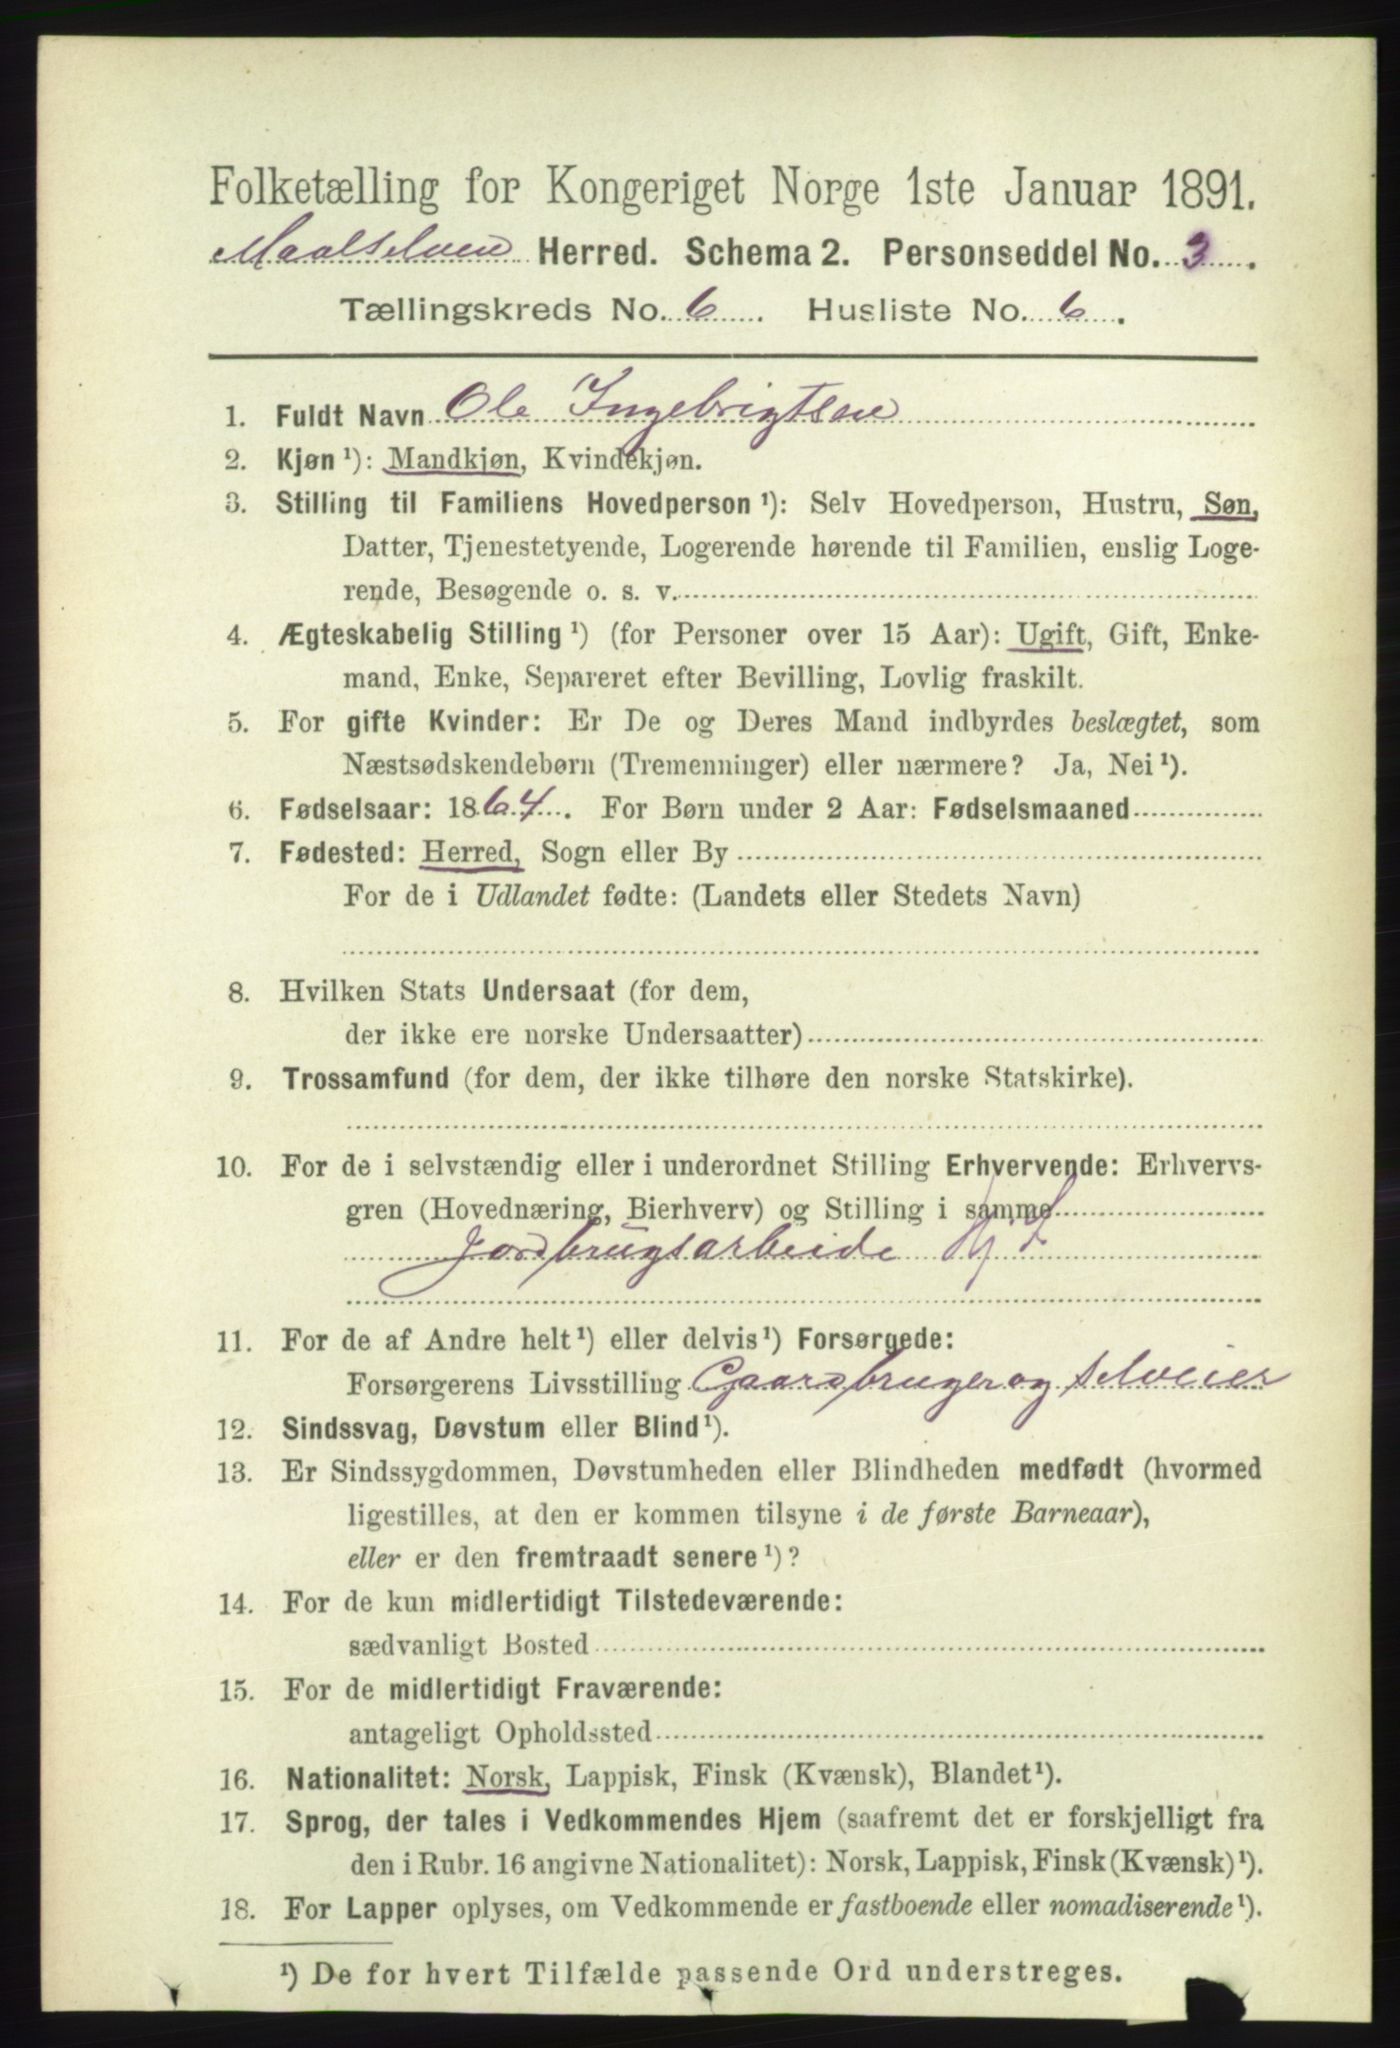 Folketælling for Kongeriget Norge 1ste Januar 1891.
Maalselven Herred. Schema 2. Personseddel No. 3.
Tællingskreds No. 6. Husliste No. 6.
1. Fuldt Navn Ole Ingebrigtsen
2. Kjøn ¹): Mandkjøn, Kvindekjøn.
3. Stilling til Familiens Hovedperson ¹): Selv Hovedperson, Hustru, Søn,
Datter, Tjenestetyende, Logerende hørende til Familien, enslig Loge-
rende, Besøgende o. s. v.
4. Ægteskabelig Stilling ¹) (for Personer over 15 Aar): Ugift, Gift, Enke-
mand, Enke, Separeret efter Bevilling, Lovlig fraskilt.
5. For gifte Kvinder: Er De og Deres Mand indbyrdes beslægtet, som
Næstsødskendebørn (Tremenninger) eller nærmere? Ja, Nei ¹).
6. Fødselsaar: 1864. For Børn under 2 Aar: Fødselsmaaned
7. Fødested: Herred, Sogn eller By
For de i Udlandet fødte: (Landets eller Stedets Navn)
8. Hvilken Stats Undersaat (for dem,
der ikke ere norske Undersaatter)
9. Trossamfund (for dem, der ikke tilhøre den norske Statskirke).
10. For de i selvstændig eller i underordnet Stilling Erhvervende: Erhvervs-
gren (Hovednæring, Bierhverv) og Stilling i samme
Jordbrugsarbeide
11. For de af Andre helt ¹) eller delvis ¹) Forsørgede:
Forsørgerens Livsstilling Gaardbruger og selveier
12. Sindssvag, Døvstum eller Blind ¹).
13. Er Sindssygdommen, Døvstumheden eller Blindheden medfødt (hvormed
ligestilles, at den er kommen tilsyne i de første Barneaar),
eller er den fremtraadt senere ¹)?
14. For de kun midlertidigt Tilstedeværende:
sædvanligt Bosted
15. For de midlertidigt Fraværende:
antageligt Opholdssted
16. Nationalitet: Norsk, Lappisk, Finsk (Kvænsk), Blandet ¹).
17. Sprog, der tales i Vedkommendes Hjem (saafremt det er forskjelligt fra
den i Rubr. 16 angivne Nationalitet): Norsk, Lappisk, Finsk (Kvænsk) ¹).
18. For Lapper oplyses, om Vedkommende er fastboende eller nomadiserende ¹).
¹) De for hvert Tilfælde passende Ord understreges.